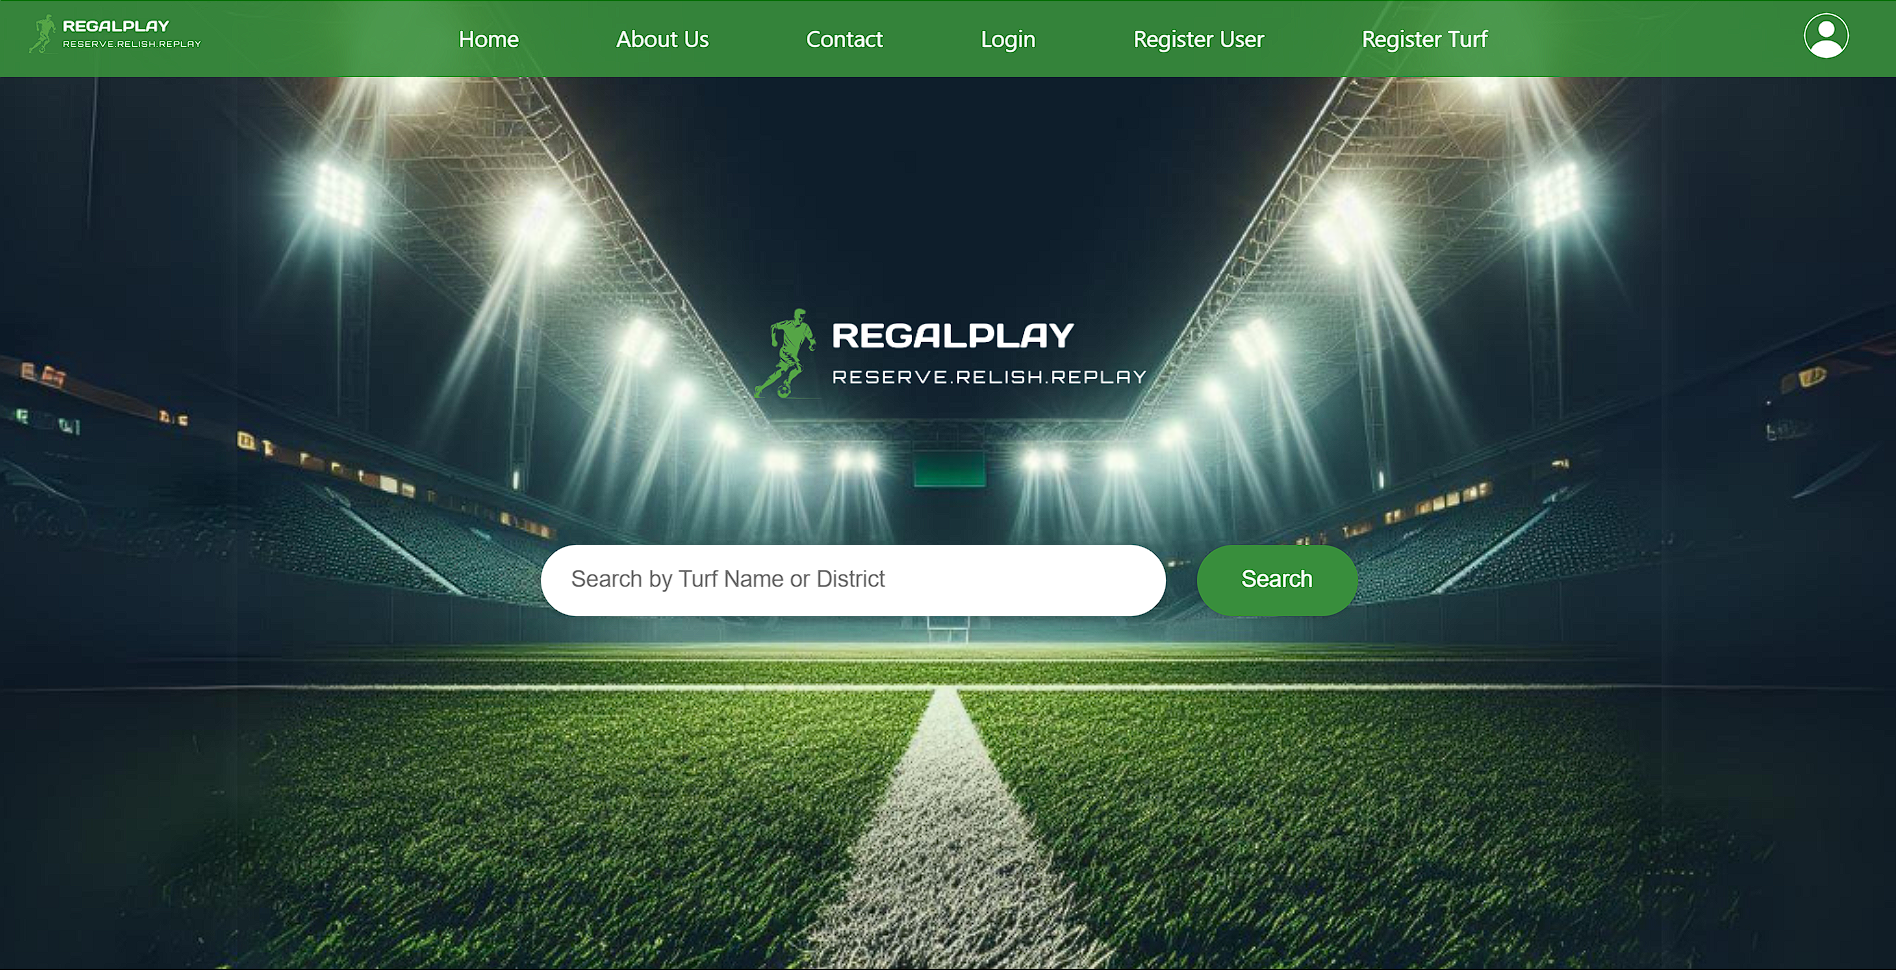 REGALPLAY
RESERVE.RELISH.REPLAY
Home About Us Contact Login Register User Register Turf
REGALPLAY
RESERVE.RELISH.REPLAY
Search by Turf Name or District Search